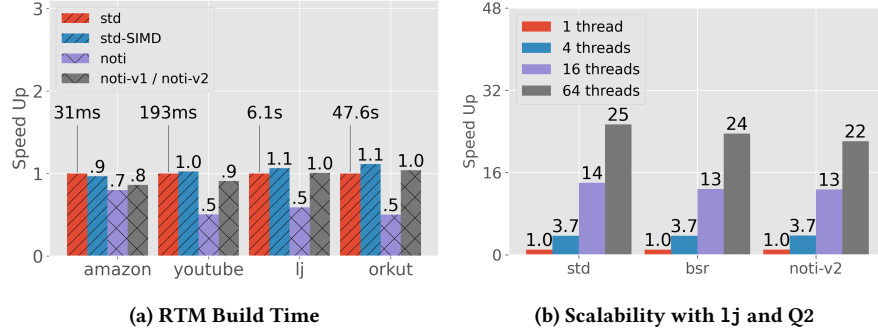 3
2
1
0
Speed Up
std
std-SIMD
noti
noti-v1 / noti-v2
31ms
193ms
6.1s
47.6s
.9
.7
.8
1.0
.5
.9
1.1
.5
1.0
1.1
.5
1.0
amazon
youtube
lj
orkut
(a) RTM Build Time
48
32
16
0
Speed Up
1 thread
4 threads
16 threads
64 threads
1.0
3.7
14
25
1.0
3.7
13
24
1.0
3.7
13
22
std
bsr
noti-v2
(b) Scalability with lj and Q2